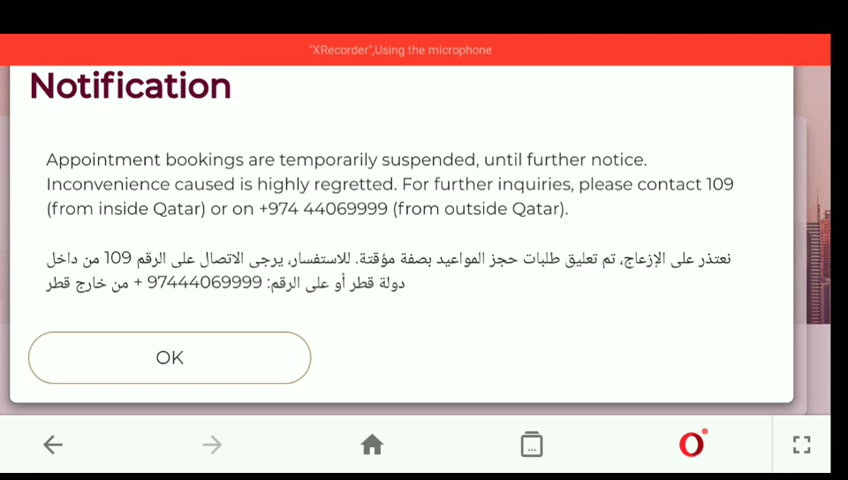 "XRecorder",Using the microphone
Notification
Appointment bookings are temporarily suspended, until further notice.
Inconvenience caused is highly regretted. For further inquiries, please contact 109
(from inside Qatar) or on +974 44069999 (from outside Qatar).
نعتذر على الإزعاج، تم تعليق طلبات حجز المواعيد بصفة مؤقتة. للاستفسار، يرجى الاتصال على الرقم 109 من داخل
دولة قطر أو على الرقم: 97444069999 + من خارج قطر
OK